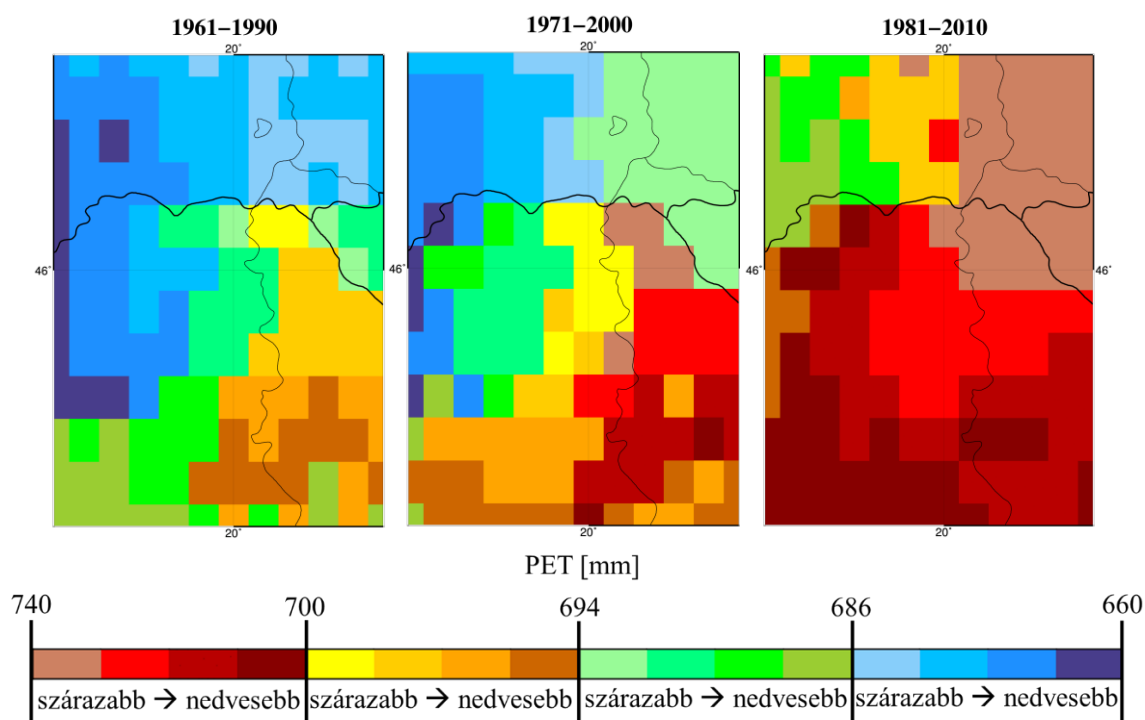 1961–1990 1971–2000 1981–2010
20˚ 20˚ 20˚
46˚ 46˚ 46˚
20˚ 20˚ 20˚
PET [mm]
740 700 694 686 660
szárazabb → nedvesebb szárazabb → nedvesebb szárazabb → nedvesebb szárazabb → nedvesebb